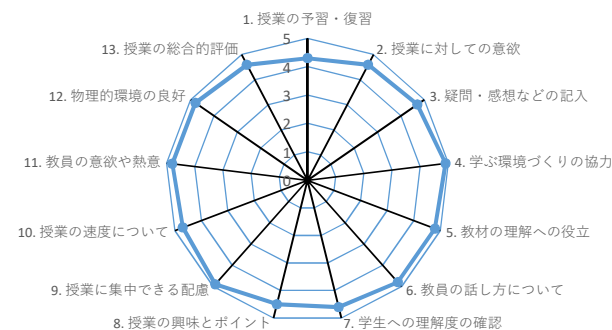 1. 授業の予習・復習
2. 授業に対しての意欲
3. 疑問・感想などの記入
4. 学ぶ環境づくりの協力
5. 教材の理解への役立
6. 教員の話し方について
7. 学生への理解度の確認
8. 授業の興味とポイント
9. 授業に集中できる配慮
10. 授業の速度について
11. 教員の意欲や熱意
12. 物理的環境の良好
13. 授業の総合的評価
5
4
3
2
1
0